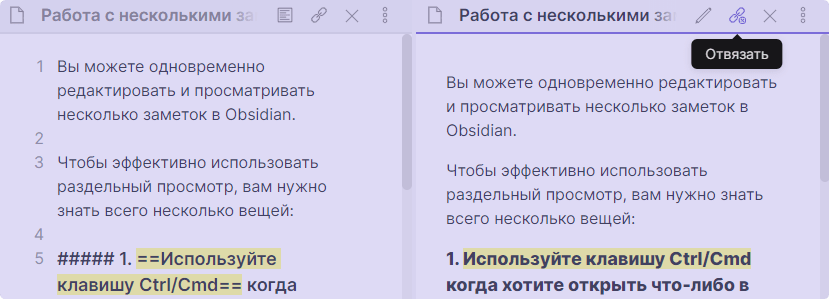 Работа с несколькими за
1 Вы можете одновременно
редактировать и просматривать
несколько заметок в Obsidian.
2
3 Чтобы эффективно использовать
раздельный просмотр, вам нужно
знать всего несколько вещей:
4
5 ##### 1. ==Используйте
клавишу Ctrl/Cmd== когда
Работа с несколькими за
Отвязать
Вы можете одновременно редактировать
и просматривать несколько заметок в
Obsidian.
Чтобы эффективно использовать
раздельный просмотр, вам нужно знать
всего несколько вещей:
1. Используйте клавишу Ctrl/Cmd
когда хотите открыть что-либо в